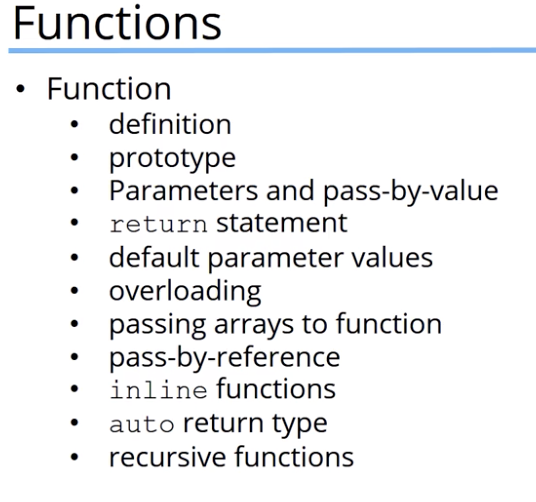 Functions
• Function
• definition
• prototype
• Parameters and pass-by-value
• return statement
• default parameter values
• overloading
• passing arrays to function
• pass-by-reference
• inline functions
• auto return type
• recursive functions